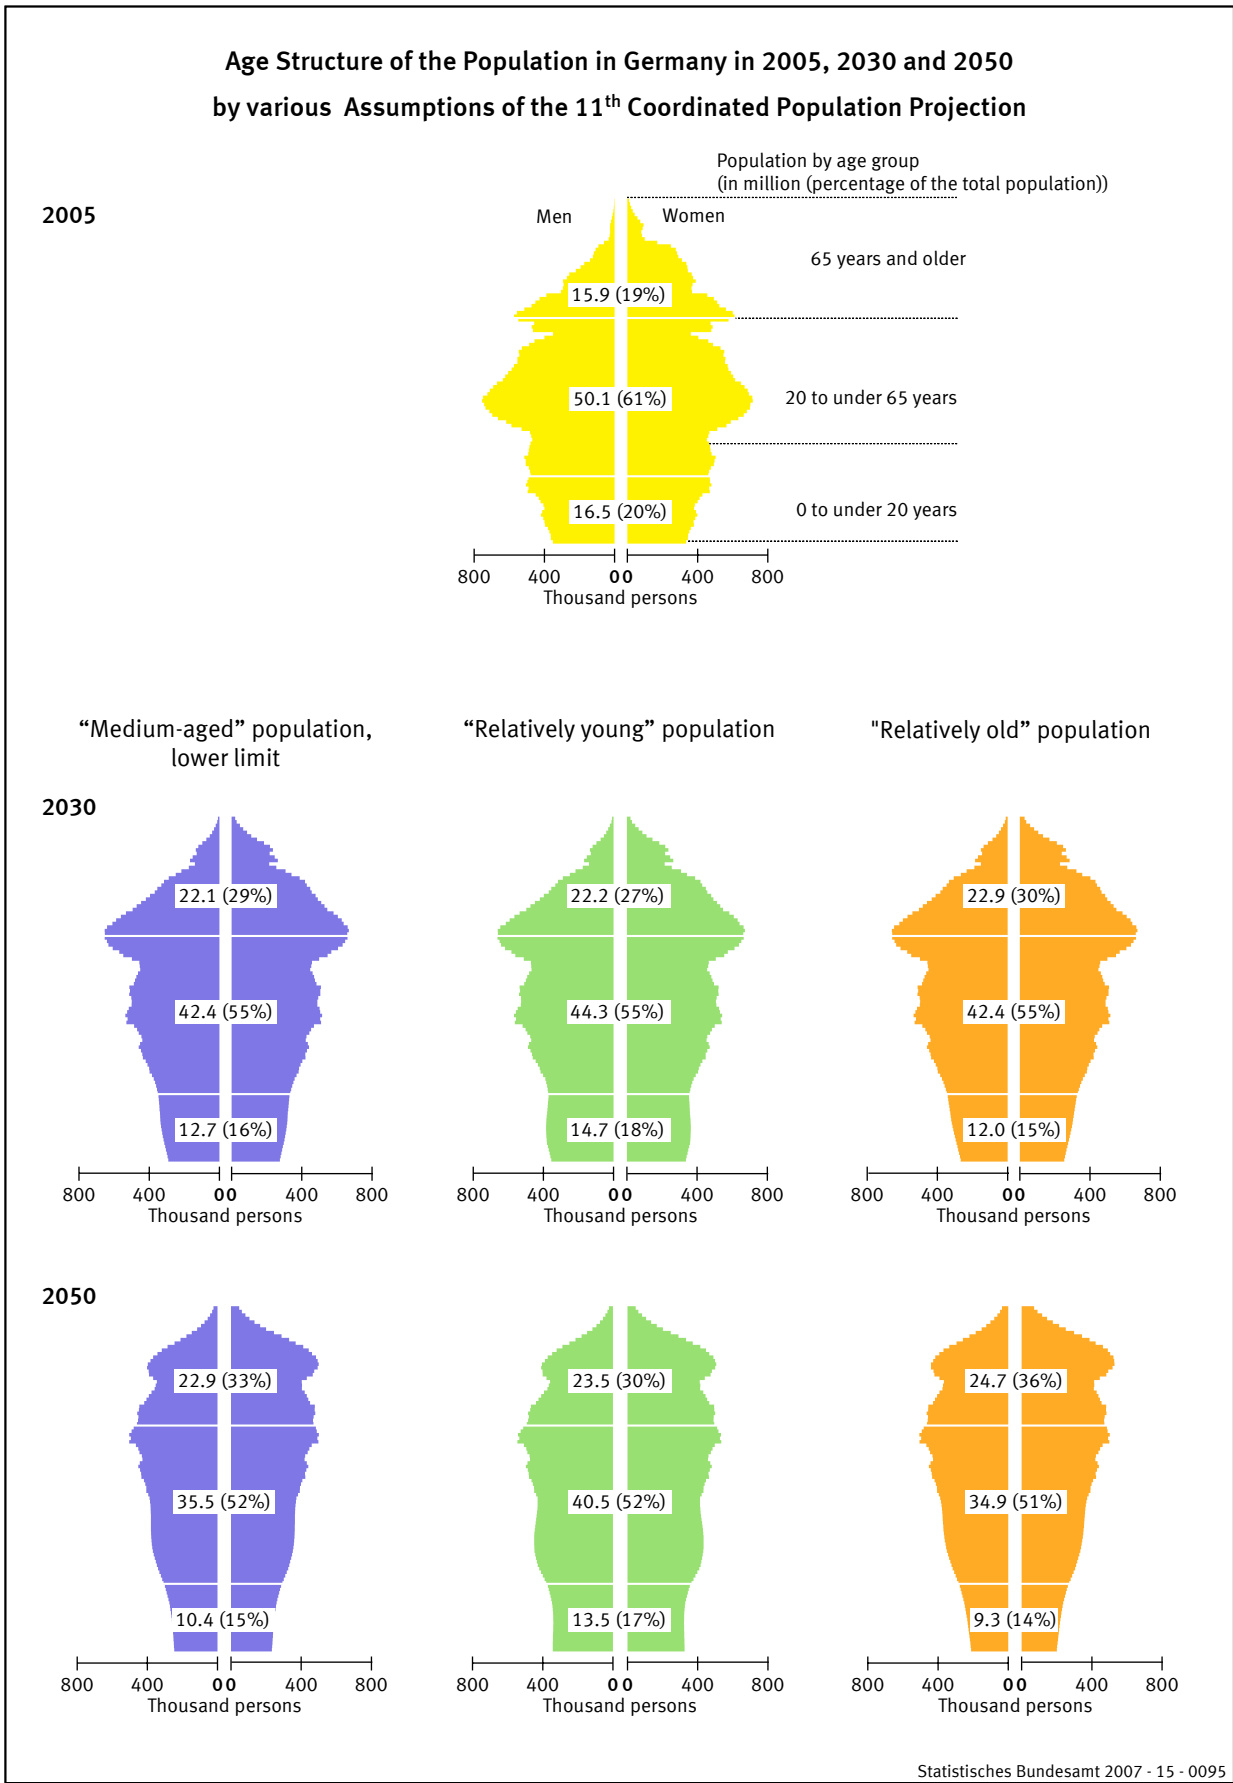 Age Structure of the Population in Germany in 2005, 2030 and 2050
by various Assumptions of the 11th Coordinated Population Projection
Population by age group
(in million (percentage of the total population))
2005
Men
Women
65 years and older
15.9 (19%)
50.1 (61%)
20 to under 65 years
16.5 (20%)
0 to under 20 years
800 400 0 0 400 800
Thousand persons
“Medium-aged” population,
lower limit
“Relatively young” population
"Relatively old” population
2030
22.1 (29%)
22.2 (27%)
22.9 (30%)
42.4 (55%)
44.3 (55%)
42.4 (55%)
12.7 (16%)
14.7 (18%)
12.0 (15%)
800 400 0 0 400 800
800 400 0 0 400 800
800 400 0 0 400 800
Thousand persons
Thousand persons
Thousand persons
2050
22.9 (33%)
23.5 (30%)
24.7 (36%)
35.5 (52%)
40.5 (52%)
34.9 (51%)
10.4 (15%)
13.5 (17%)
9.3 (14%)
800 400 0 0 400 800
800 400 0 0 400 800
800 400 0 0 400 800
Thousand persons
Thousand persons
Thousand persons
Statistisches Bundesamt 2007 - 15 - 0095